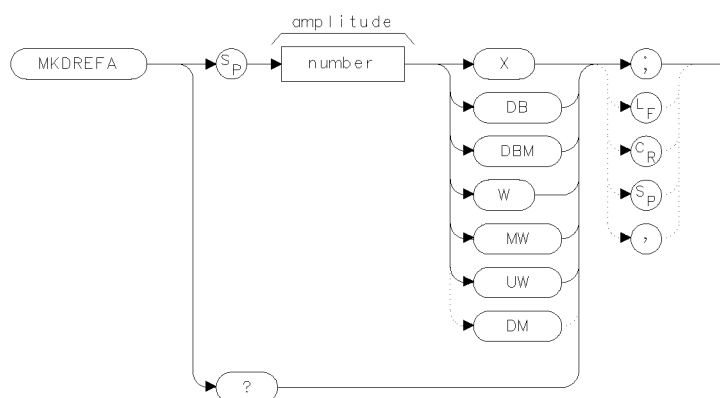 amplitude
MKDREFA SP number X ;
DB LF
DBM CR
W SP
MW ,
UW
DM
?